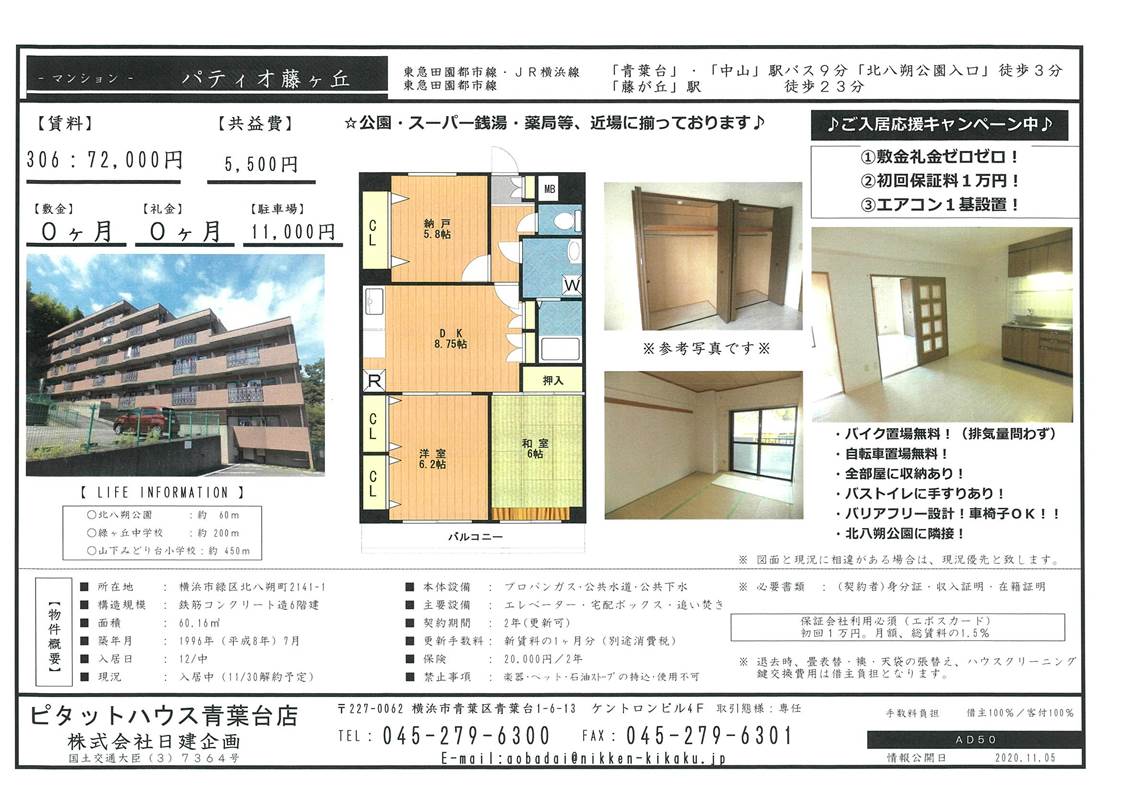 - マンション - パティオ藤ヶ丘
東急田園都市線・ＪＲ横浜線 「青葉台」・「中山」駅バス９分「北八朔公園入口」徒歩３分
東急田園都市線 「藤が丘」駅 徒歩２３分
【賃料】 【共益費】
306：72,000円 5,500円
【敷金】 【礼金】 【駐車場】
０ヶ月 ０ヶ月 11,000円
☆公園・スーパー銭湯・薬局等、近場に揃っております♪
♪ご入居応援キャンペーン中♪
①敷金礼金ゼロゼロ！
②初回保証料１万円！
③エアコン１基設置！
MB
CL
納戸
5.8帖
W
ＤＫ
8.75帖
R
押入
CL
洋室
6.2帖
CL
和室
6帖
バルコニー
※参考写真です※
・バイク置場無料！（排気量問わず）
・自転車置場無料！
・全部屋に収納あり！
・バストイレに手すりあり！
・バリアフリー設計！車椅子ＯＫ！！
・北八朔公園に隣接！
【 LIFE INFORMATION 】
○北八朔公園 ：約 60ｍ
○緑ヶ丘中学校 ：約 200ｍ
○山下みどり台小学校：約 450ｍ
※ 図面と現況に相違がある場合は、現況優先と致します。
【物件概要】
■ 所在地 ： 横浜市緑区北八朔町2141-1
■ 構造規模 ： 鉄筋コンクリート造6階建
■ 面積 ： 60.16㎡
■ 築年月 ： 1996年（平成8年）7月
■ 入居日 ： 12/中
■ 現況 ： 入居中（11/30解約予定）
■ 本体設備 ： プロパンガス・公共水道・公共下水
■ 主要設備 ： エレベーター・宅配ボックス・追い焚き
■ 契約期間 ： 2年(更新可)
■ 更新手数料： 新賃料の1ヶ月分（別途消費税）
■ 保険 ： 20.000円／2年
■ 禁止事項 ： 楽器・ペット・石油ストーブの持込・使用不可
※ 必要書類 ：（契約者)身分証・収入証明・在籍証明
保証会社利用必須（エポスカード）
初回１万円。月額、総賃料の1.5％
※ 退去時、畳表替・襖・天袋の張替え、ハウスクリーニング
鍵交換費用は借主負担となります。
ピタットハウス青葉台店
株式会社日建企画
国土交通大臣（3）７３６４号
〒227-0062 横浜市青葉区青葉台1-6-13 ケントロンビル4Ｆ 取引態様：専任
TEL：045-279-6300 FAX：045-279-6301
E-mail:aobadai@nikken-kikaku.jp
手数料負担 借主100％／客付100％
AD50
情報公開日 2020.11.05